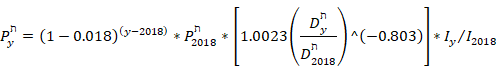 P_y^ח = (1 − 0.018)^(y−2018) * P_2018^ח * [1.0023 (D_y^ח / D_2018^ח) ^(−0.803)] * I_y/I_2018